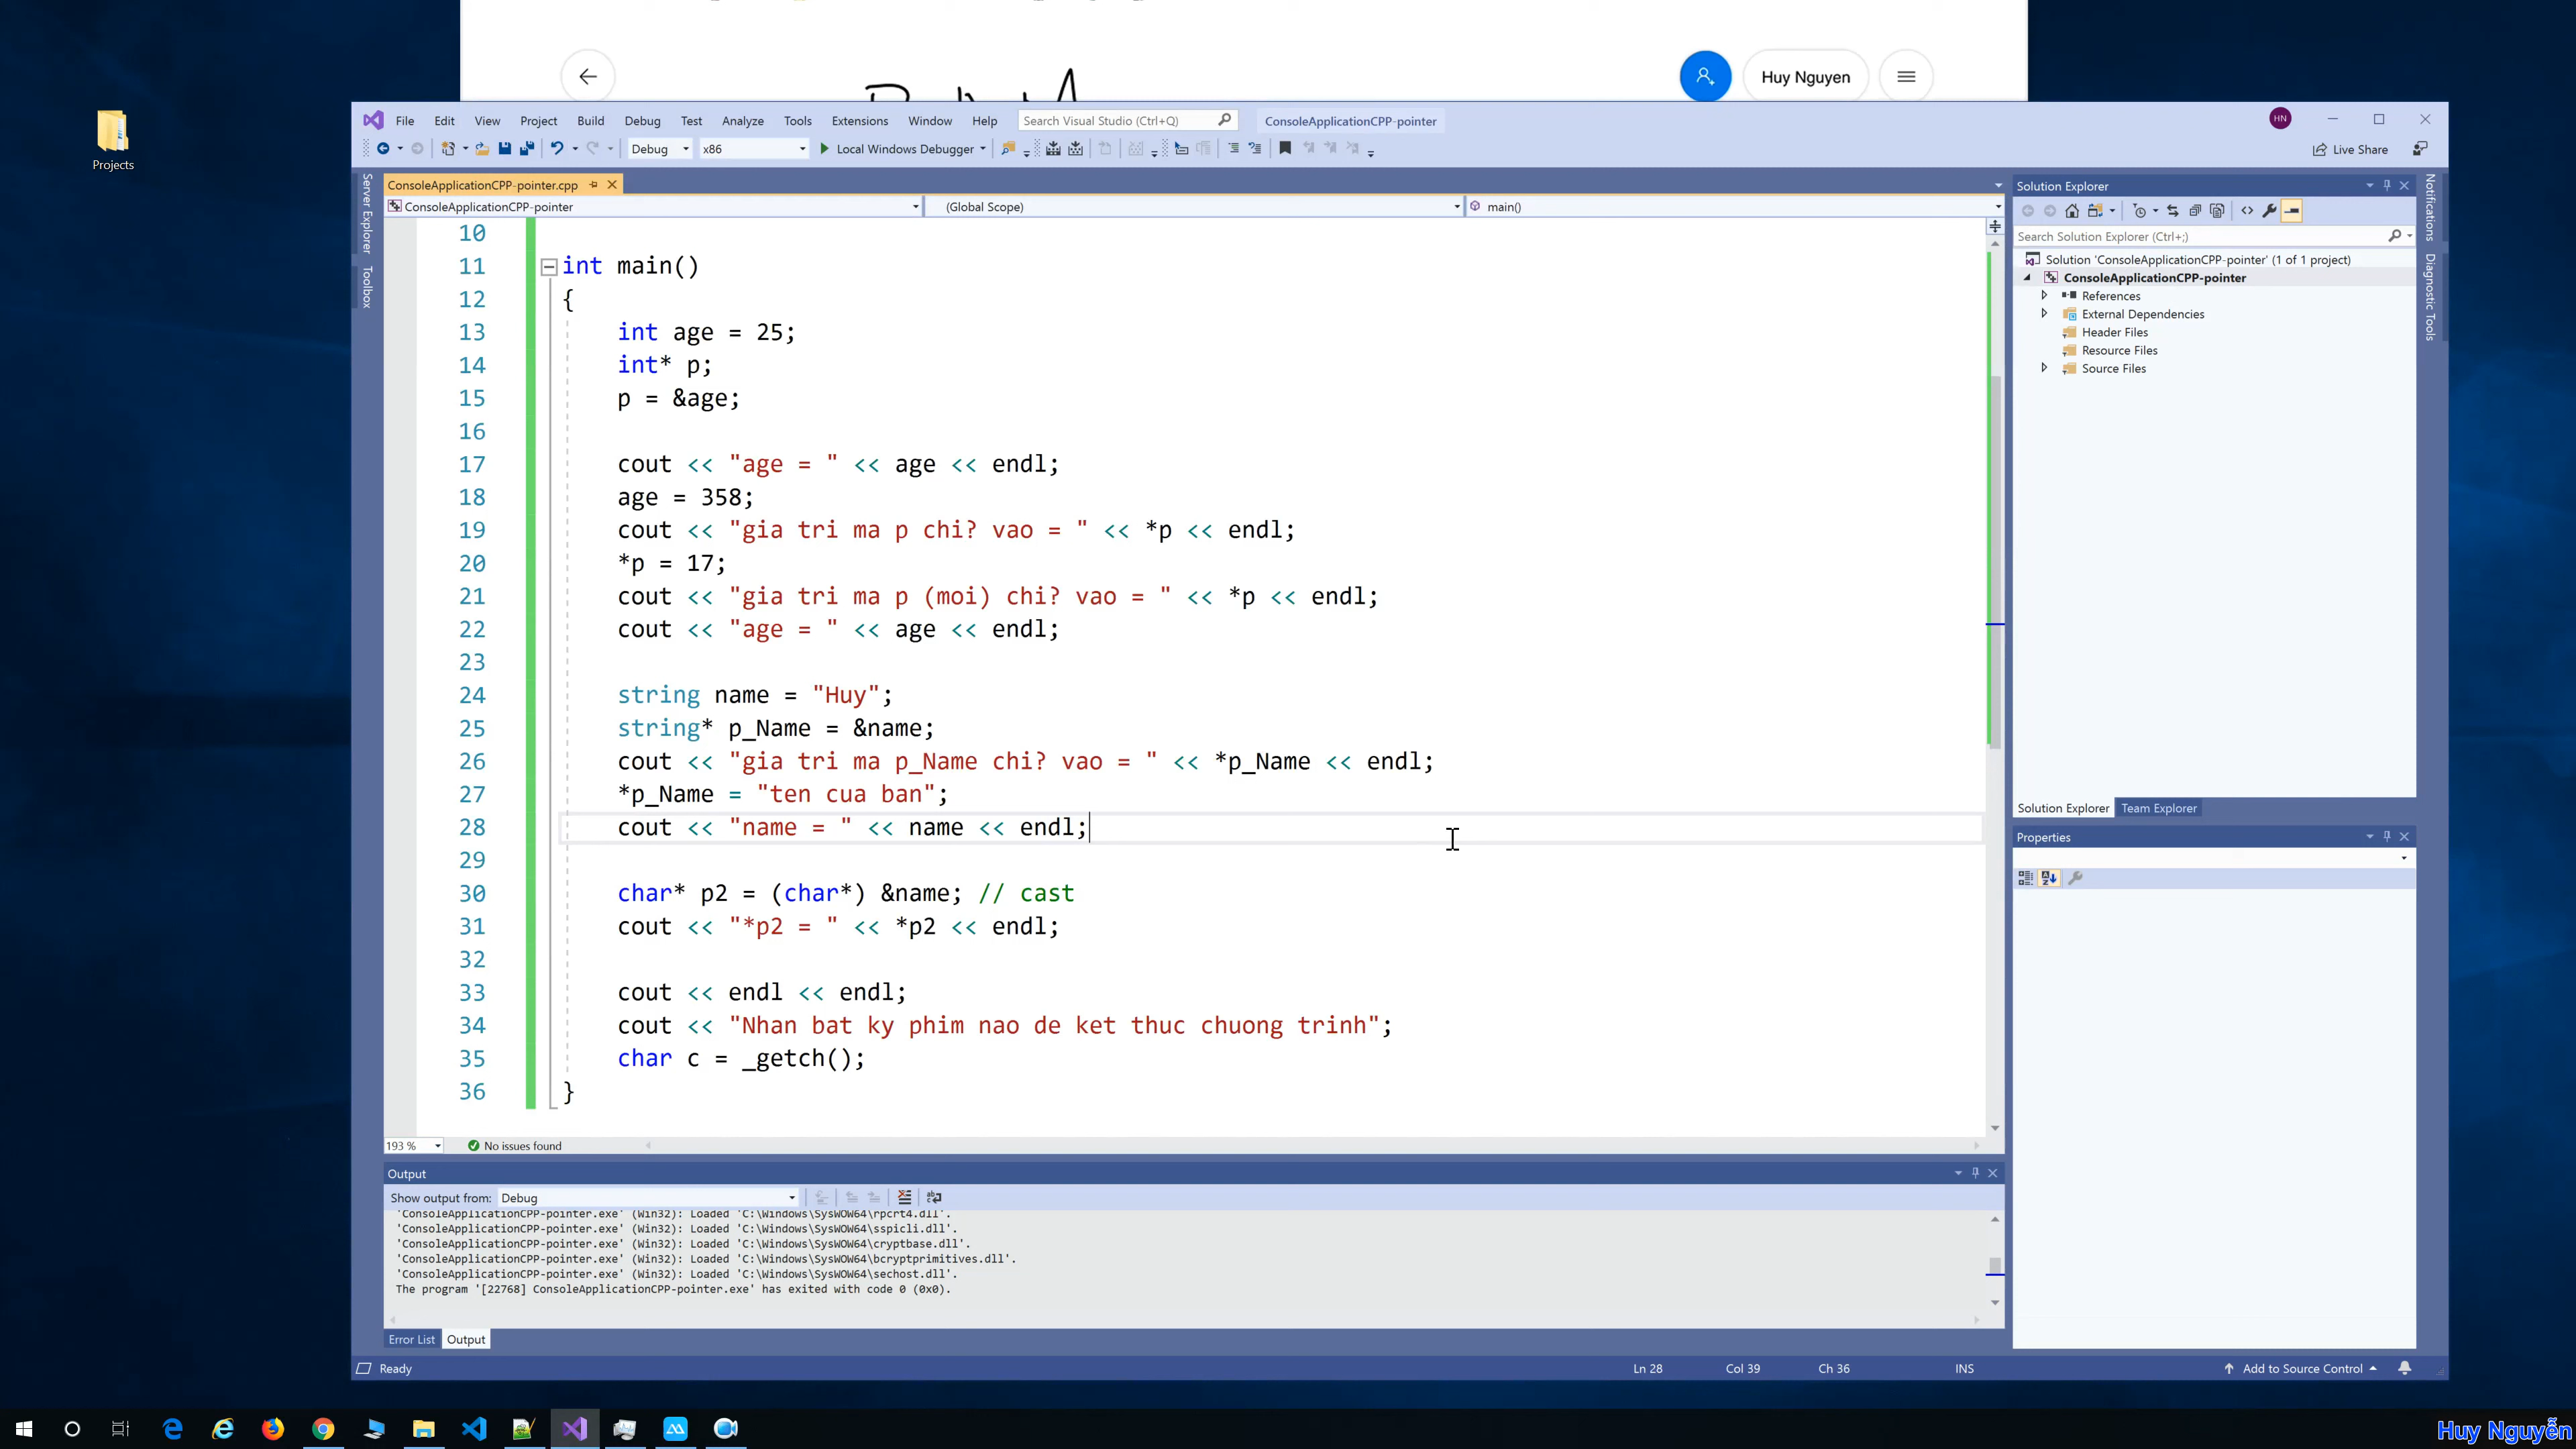 Huy Nguyen
Projects
File Edit View Project Build Debug Test Analyze Tools Extensions Window Help Search Visual Studio (Ctrl+Q) ConsoleApplicationCPP-pointer HN
Debug x86 Local Windows Debugger Live Share
Server Explorer
Toolbox
ConsoleApplicationCPP-pointer.cpp
ConsoleApplicationCPP-pointer (Global Scope) main()
10
11 int main()
12 {
13 int age = 25;
14 int* p;
15 p = &age;
16
17 cout << "age = " << age << endl;
18 age = 358;
19 cout << "gia tri ma p chi? vao = " << *p << endl;
20 *p = 17;
21 cout << "gia tri ma p (moi) chi? vao = " << *p << endl;
22 cout << "age = " << age << endl;
23
24 string name = "Huy";
25 string* p_Name = &name;
26 cout << "gia tri ma p_Name chi? vao = " << *p_Name << endl;
27 *p_Name = "ten cua ban";
28 cout << "name = " << name << endl;
29
30 char* p2 = (char*) &name; // cast
31 cout << "*p2 = " << *p2 << endl;
32
33 cout << endl << endl;
34 cout << "Nhan bat ky phim nao de ket thuc chuong trinh";
35 char c = _getch();
36 }
193 % No issues found
Output
Show output from: Debug
'ConsoleApplicationCPP-pointer.exe' (Win32): Loaded 'C:\Windows\SysWOW64\rpcrt4.dll'.
'ConsoleApplicationCPP-pointer.exe' (Win32): Loaded 'C:\Windows\SysWOW64\sspicli.dll'.
'ConsoleApplicationCPP-pointer.exe' (Win32): Loaded 'C:\Windows\SysWOW64\cryptbase.dll'.
'ConsoleApplicationCPP-pointer.exe' (Win32): Loaded 'C:\Windows\SysWOW64\bcryptprimitives.dll'.
'ConsoleApplicationCPP-pointer.exe' (Win32): Loaded 'C:\Windows\SysWOW64\sechost.dll'.
The program '[22768] ConsoleApplicationCPP-pointer.exe' has exited with code 0 (0x0).
Error List Output
Solution Explorer
Search Solution Explorer (Ctrl+;)
Solution 'ConsoleApplicationCPP-pointer' (1 of 1 project)
ConsoleApplicationCPP-pointer
References
External Dependencies
Header Files
Resource Files
Source Files
Solution Explorer Team Explorer
Properties
Notifications
Diagnostic Tools
Ready Ln 28 Col 39 Ch 36 INS Add to Source Control
Huy Nguyễn